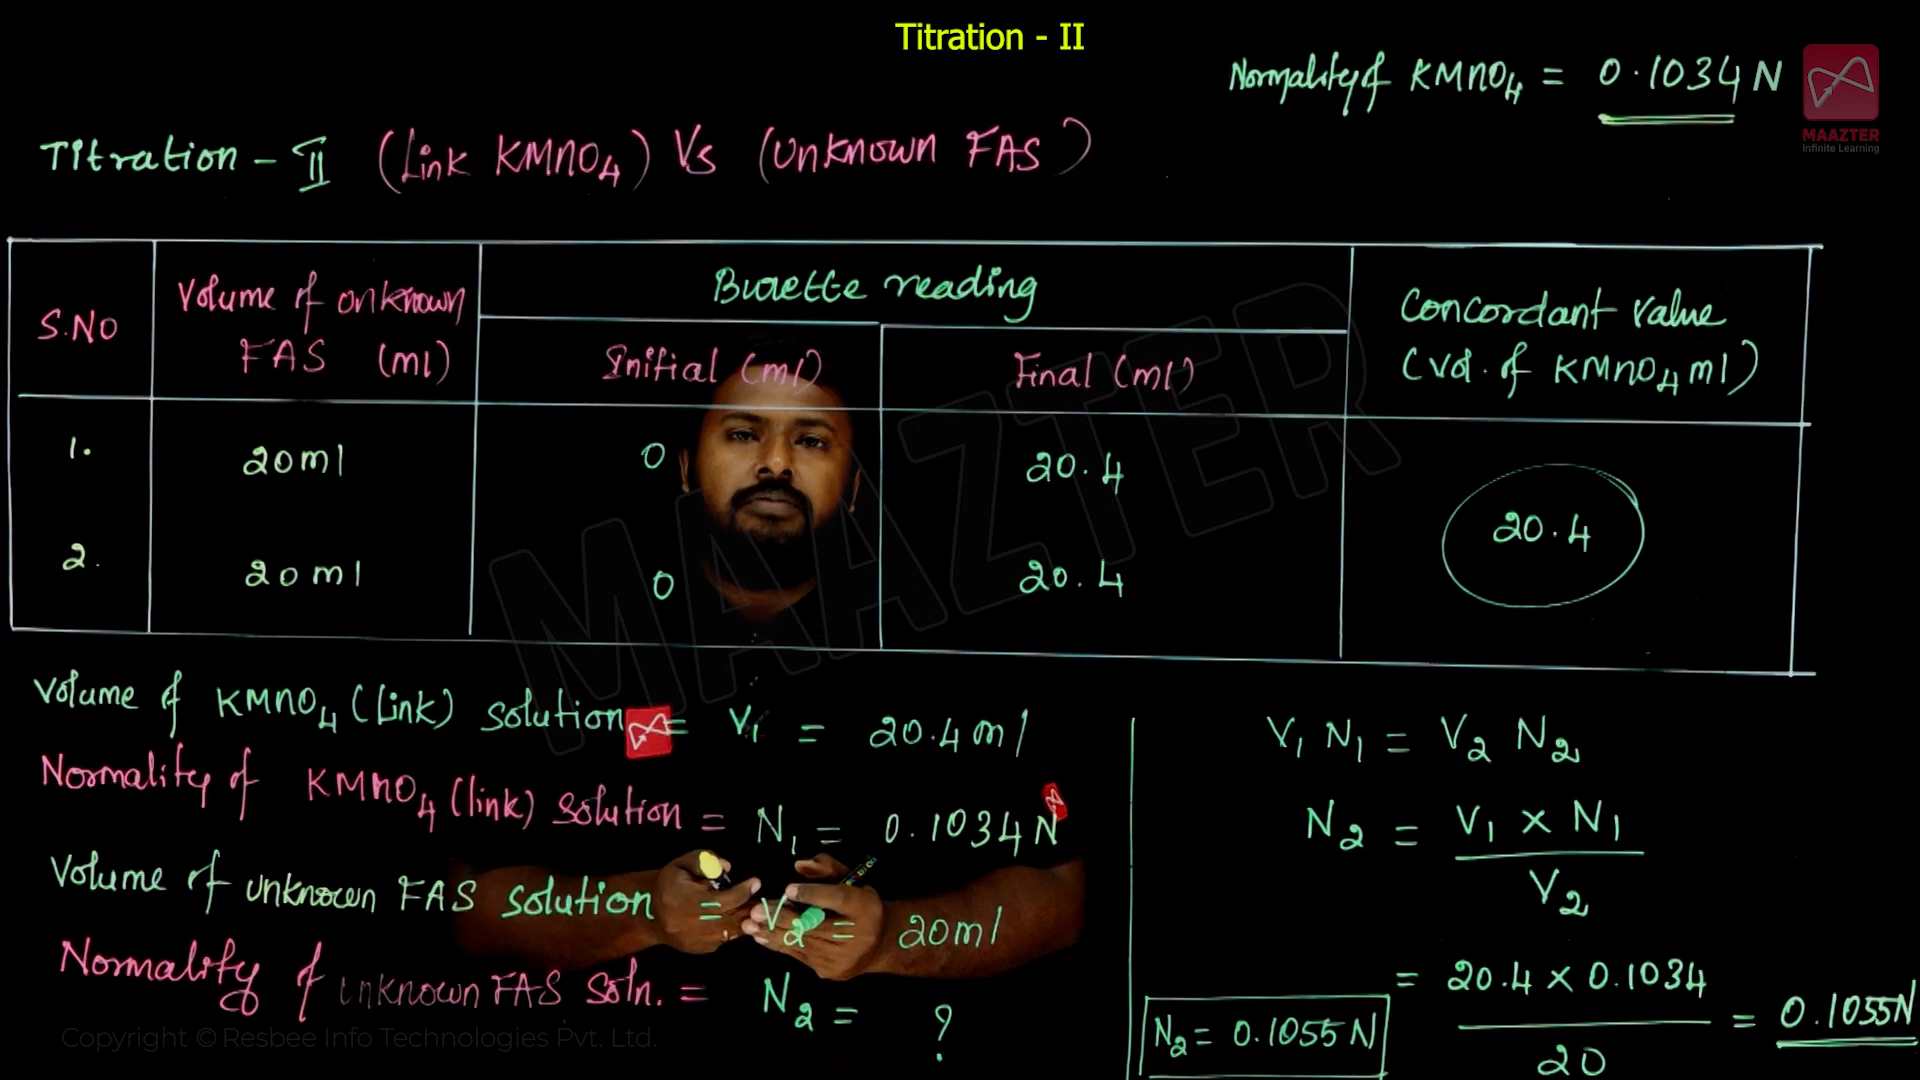 Titration - II
Normality of KMnO4 = 0.1034 N
MAAZTER
Infinite Learning
Titration - II (Link KMnO4) Vs (Unknown FAS)
S.NO
Volume of unknown FAS (ml)
Burette reading
Initial (ml)
Final (ml)
Concordant Value (Vol. of KMnO4 ml)
1. 20ml 0 20.4
20.4
2. 20ml 0 20.4
MAAZTER
Volume of KMnO4 (Link) solution = V1 = 20.4ml
Normality of KMnO4 (link) solution = N1 = 0.1034N
Volume of unknown FAS solution = V2 = 20ml
Normality of unknown FAS soln. = N2 = ?
V1 N1 = V2 N2
N2 = V1 x N1
V2
= 20.4 x 0.1034
20
= 0.1055N
N2 = 0.1055N
Copyright © Resbee Info Technologies Pvt. Ltd.